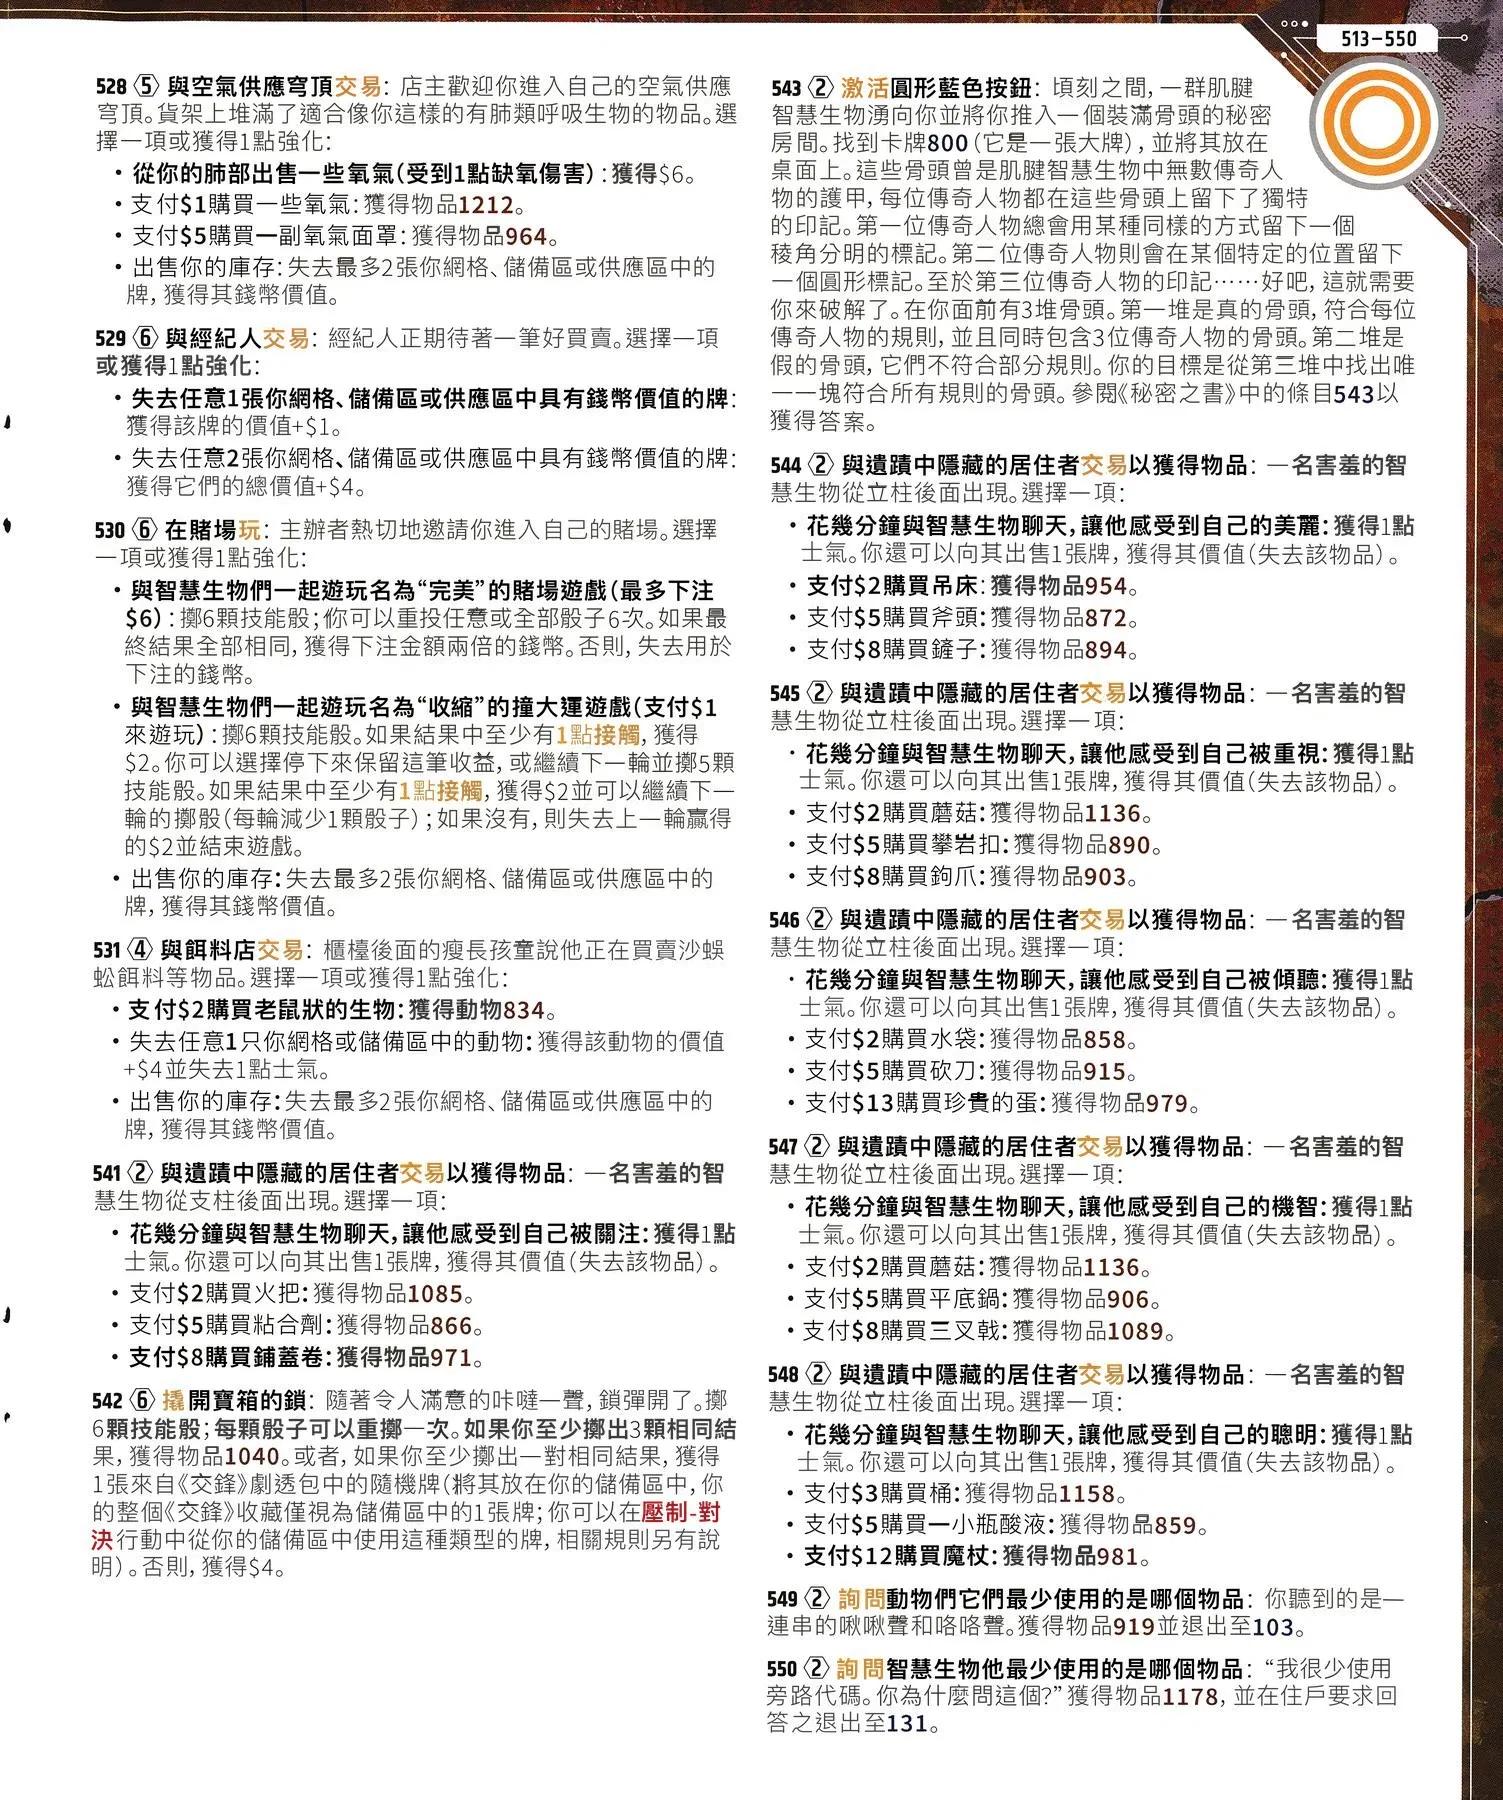 513-550
528 ⑤ 與空氣供應穹頂交易：店主歡迎你進入自己的空氣供應
穹頂。貨架上堆滿了適合像你這樣的有肺類呼吸生物的物品。選
擇一項或獲得1點強化：
・從你的肺部出售一些氧氣（受到1點缺氧傷害）：獲得$6。
・支付$1購買一些氧氣：獲得物品1212。
・支付$5購買一副氧氣面罩：獲得物品964。
・出售你的庫存：失去最多2張你網格、儲備區或供應區中的
牌，獲得其錢幣價值。
529 ⑥ 與經紀人交易：經紀人正期待著一筆好買賣。選擇一項
或獲得1點強化：
・失去任意1張你網格、儲備區或供應區中具有錢幣價值的牌：
獲得該牌的價值+$1。
・失去任意2張你網格、儲備區或供應區中具有錢幣價值的牌：
獲得它們的總價值+$4。
530 ⑥ 在賭場玩：主辦者熱切地邀請你進入自己的賭場。選擇
一項或獲得1點強化：
・與智慧生物們一起遊玩名為“完美”的賭場遊戲（最多下注
$6）：擲6顆技能骰；你可以重投任意或全部骰子6次。如果最
終結果全部相同，獲得下注金額兩倍的錢幣。否則，失去用於
下注的錢幣。
・與智慧生物們一起遊玩名為“收縮”的撞大運遊戲（支付$1
來遊玩）：擲6顆技能骰。如果結果中至少有1點接觸，獲得
$2。你可以選擇停下來保留這筆收益，或繼續下一輪並擲5顆
技能骰。如果結果中至少有1點接觸，獲得$2並可以繼續下一
輪的擲骰（每輪減少1顆骰子）；如果沒有，則失去上一輪贏得
的$2並結束遊戲。
・出售你的庫存：失去最多2張你網格、儲備區或供應區中的
牌，獲得其錢幣價值。
531 ④ 與餌料店交易：櫃檯後面的瘦長孩童說他正在買賣沙蜈
蚣餌料等物品。選擇一項或獲得1點強化：
・支付$2購買老鼠狀的生物：獲得動物834。
・失去任意1只你網格或儲備區中的動物：獲得該動物的價值
+$4並失去1點士氣。
・出售你的庫存：失去最多2張你網格、儲備區或供應區中的
牌，獲得其錢幣價值。
541 ② 與遺蹟中隱藏的居住者交易以獲得物品：一名害羞的智
慧生物從支柱後面出現。選擇一項：
・花幾分鐘與智慧生物聊天，讓他感受到自己被關注：獲得1點
士氣。你還可以向其出售1張牌，獲得其價值（失去該物品）。
・支付$2購買火把：獲得物品1085。
・支付$5購買粘合劑：獲得物品866。
・支付$8購買鋪蓋卷：獲得物品971。
542 ⑥ 撬開寶箱的鎖：隨著令人滿意的咔噠一聲，鎖彈開了。擲
6顆技能骰；每顆骰子可以重擲一次。如果你至少擲出3顆相同結
果，獲得物品1040。或者，如果你至少擲出一對相同結果，獲得
1張來自《交鋒》劇透包中的隨機牌（將其放在你的儲備區中，你
的整個《交鋒》收藏僅視為儲備區中的1張牌；你可以在壓制-對
決行動中從你的儲備區中使用這種類型的牌，相關規則另有說
明）。否則，獲得$4。
543 ② 激活圓形藍色按鈕：頃刻之間，一群肌腱
智慧生物湧向你並將你推入一個裝滿骨頭的秘密
房間。找到卡牌800（它是一張大牌），並將其放在
桌面上。這些骨頭曾是肌腱智慧生物中無數傳奇人
物的護甲，每位傳奇人物都在這些骨頭上留下了獨特
的印記。第一位傳奇人物總會用某種同樣的方式留下一個
稜角分明的標記。第二位傳奇人物則會在某個特定的位置留下
一個圓形標記。至於第三位傳奇人物的印記……好吧，這就需要
你來破解了。在你面前有3堆骨頭。第一堆是真的骨頭，符合每位
傳奇人物的規則，並且同時包含3位傳奇人物的骨頭。第二堆是
假的骨頭，它們不符合部分規則。你的目標是從第三堆中找出唯
一一塊符合所有規則的骨頭。參閱《秘密之書》中的條目543以
獲得答案。
544 ② 與遺蹟中隱藏的居住者交易以獲得物品：一名害羞的智
慧生物從立柱後面出現。選擇一項：
・花幾分鐘與智慧生物聊天，讓他感受到自己的美麗：獲得1點
士氣。你還可以向其出售1張牌，獲得其價值（失去該物品）。
・支付$2購買吊床：獲得物品954。
・支付$5購買斧頭：獲得物品872。
・支付$8購買鏟子：獲得物品894。
545 ② 與遺蹟中隱藏的居住者交易以獲得物品：一名害羞的智
慧生物從立柱後面出現。選擇一項：
・花幾分鐘與智慧生物聊天，讓他感受到自己被重視：獲得1點
士氣。你還可以向其出售1張牌，獲得其價值（失去該物品）。
・支付$2購買蘑菇：獲得物品1136。
・支付$5購買攀岩扣：獲得物品890。
・支付$8購買鉤爪：獲得物品903。
546 ② 與遺蹟中隱藏的居住者交易以獲得物品：一名害羞的智
慧生物從立柱後面出現。選擇一項：
・花幾分鐘與智慧生物聊天，讓他感受到自己被傾聽：獲得1點
士氣。你還可以向其出售1張牌，獲得其價值（失去該物品）。
・支付$2購買水袋：獲得物品858。
・支付$5購買砍刀：獲得物品915。
・支付$13購買珍貴的蛋：獲得物品979。
547 ② 與遺蹟中隱藏的居住者交易以獲得物品：一名害羞的智
慧生物從立柱後面出現。選擇一項：
・花幾分鐘與智慧生物聊天，讓他感受到自己的機智：獲得1點
士氣。你還可以向其出售1張牌，獲得其價值（失去該物品）。
・支付$2購買蘑菇：獲得物品1136。
・支付$5購買平底鍋：獲得物品906。
・支付$8購買三叉戟：獲得物品1089。
548 ② 與遺蹟中隱藏的居住者交易以獲得物品：一名害羞的智
慧生物從立柱後面出現。選擇一項：
・花幾分鐘與智慧生物聊天，讓他感受到自己的聰明：獲得1點
士氣。你還可以向其出售1張牌，獲得其價值（失去該物品）。
・支付$3購買桶：獲得物品1158。
・支付$5購買一小瓶酸液：獲得物品859。
・支付$12購買魔杖：獲得物品981。
549 ② 詢問動物們它們最少使用的是哪個物品：你聽到的是一
連串的啾啾聲和咯咯聲。獲得物品919並退出至103。
550 ② 詢問智慧生物他最少使用的是哪個物品：“我很少使用
旁路代碼。你為什麼問這個？”獲得物品1178，並在住戶要求回
答之退出至131。